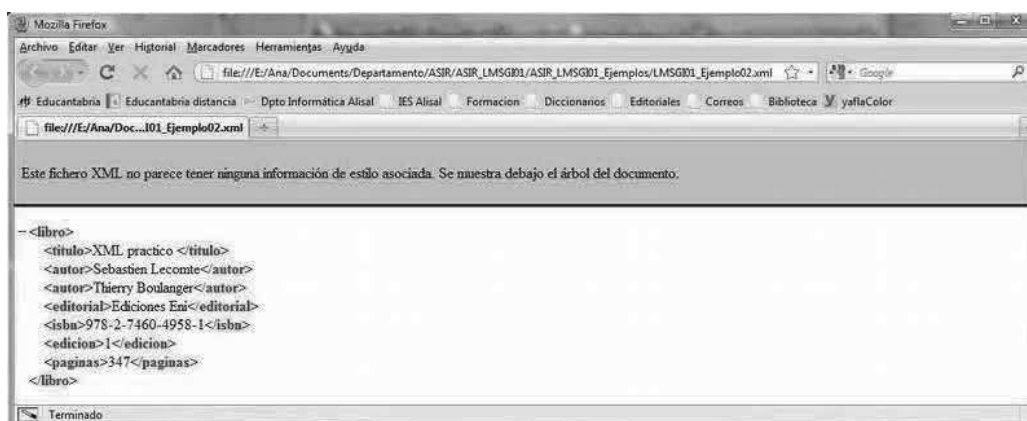 Mozilla Firefox
Archivo Editar Ver Historial Marcadores Herramientas Ayuda
file:///E:/Ana/Documents/Departamento/ASIR/ASIR_LMSGI01/ASIR_LMSGI01_Ejemplos/LMSGI01_Ejemplo02.xml Google
Educantabria Educantabria distancia Dpto Informática Alisal IES Alisal Formacion Diccionarios Editoriales Correos Biblioteca yaflaColor
file:///E:/Ana/Doc...I01_Ejemplo02.xml
Este fichero XML no parece tener ninguna información de estilo asociada. Se muestra debajo el árbol del documento.
− <libro>
<titulo>XML practico </titulo>
<autor>Sebastien Lecomte</autor>
<autor>Thierry Boulanger</autor>
<editorial>Ediciones Eni</editorial>
<isbn>978-2-7460-4958-1</isbn>
<edicion>1</edicion>
<paginas>347</paginas>
</libro>
Terminado